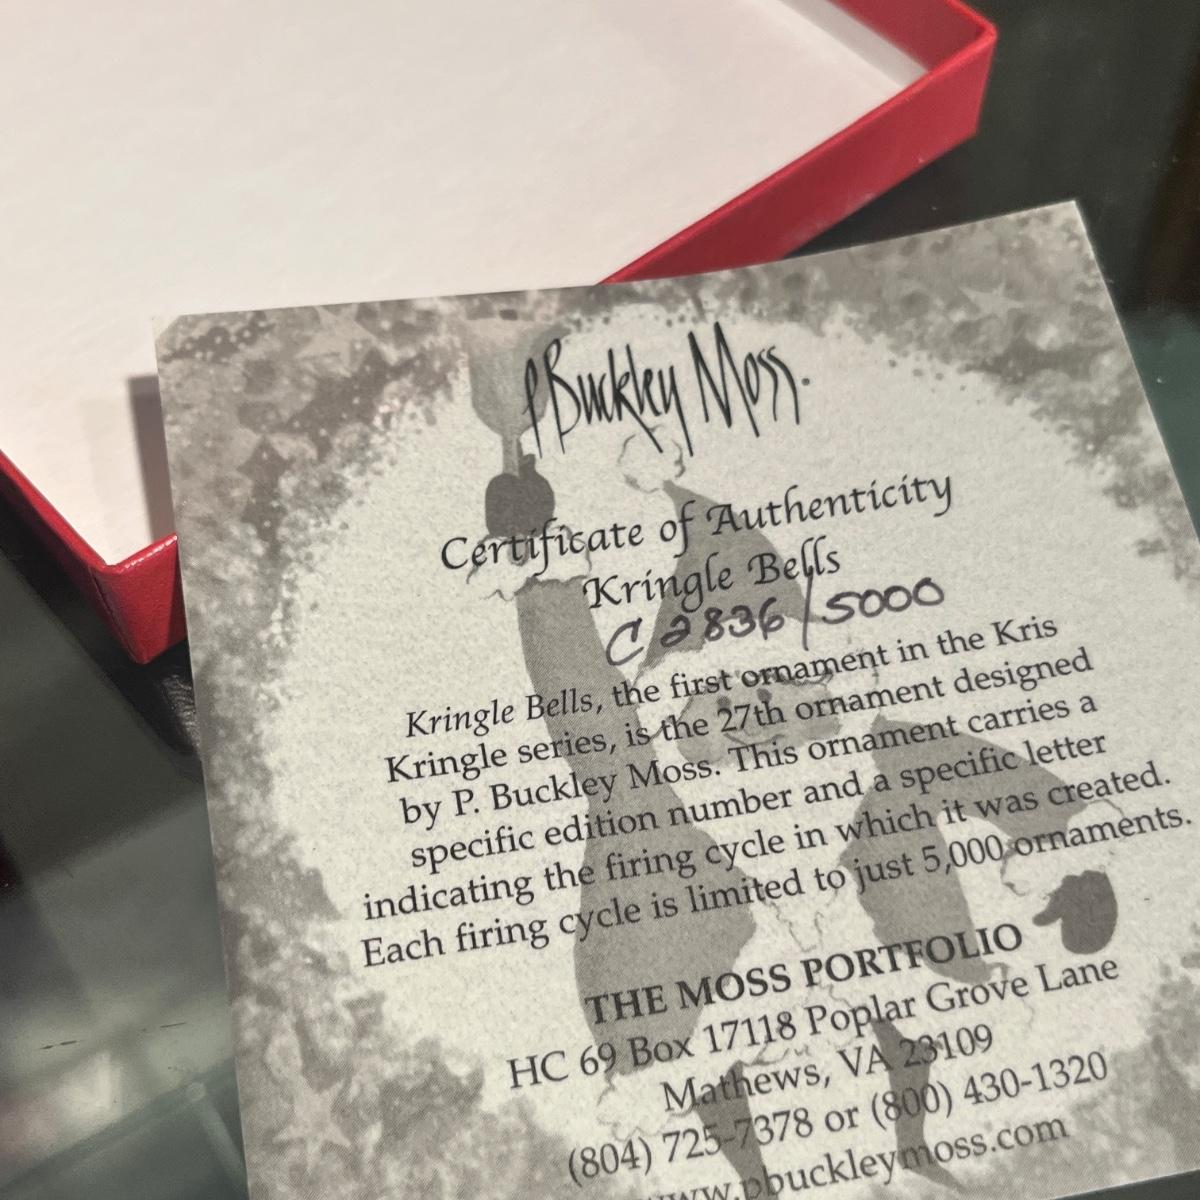 P Buckley Moss.
Certificate of Authenticity
Kringle Bells
C 2836/5000
Kringle Bells, the first ornament in the Kris
Kringle series, is the 27th ornament designed
by P. Buckley Moss. This ornament carries a
specific edition number and a specific letter
indicating the firing cycle in which it was created.
Each firing cycle is limited to just 5,000 ornaments.
THE MOSS PORTFOLIO
HC 69 Box 17118 Poplar Grove Lane
Mathews, VA 23109
(804) 725-7378 or (800) 430-1320
www.pbuckleymoss.com